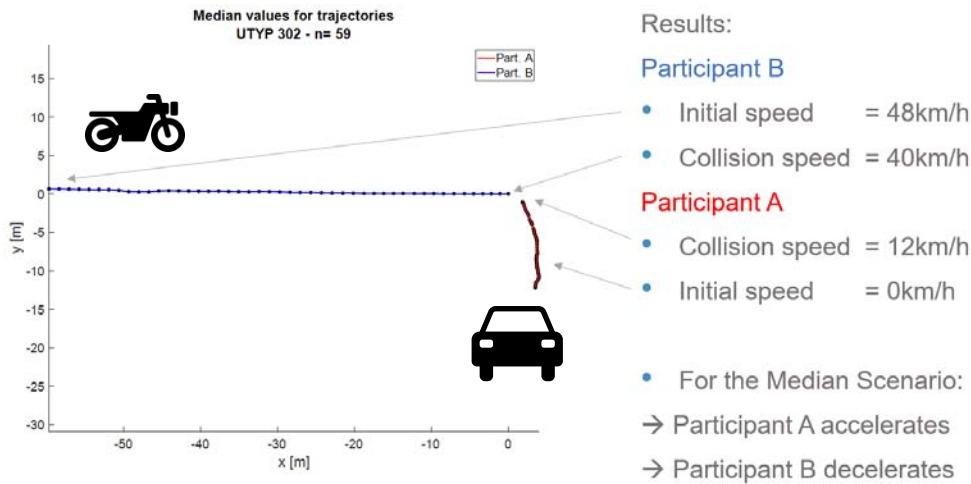 Median values for trajectories
UTYP 302 - n= 59
Part. A
Part. B
15
10
5
0
-5
-10
-15
-20
-25
-30
y [m]
-50
-40
-30
-20
-10
0
x [m]
Results:
Participant B
• Initial speed = 48km/h
• Collision speed = 40km/h
Participant A
• Collision speed = 12km/h
• Initial speed = 0km/h
• For the Median Scenario:
→ Participant A accelerates
→ Participant B decelerates